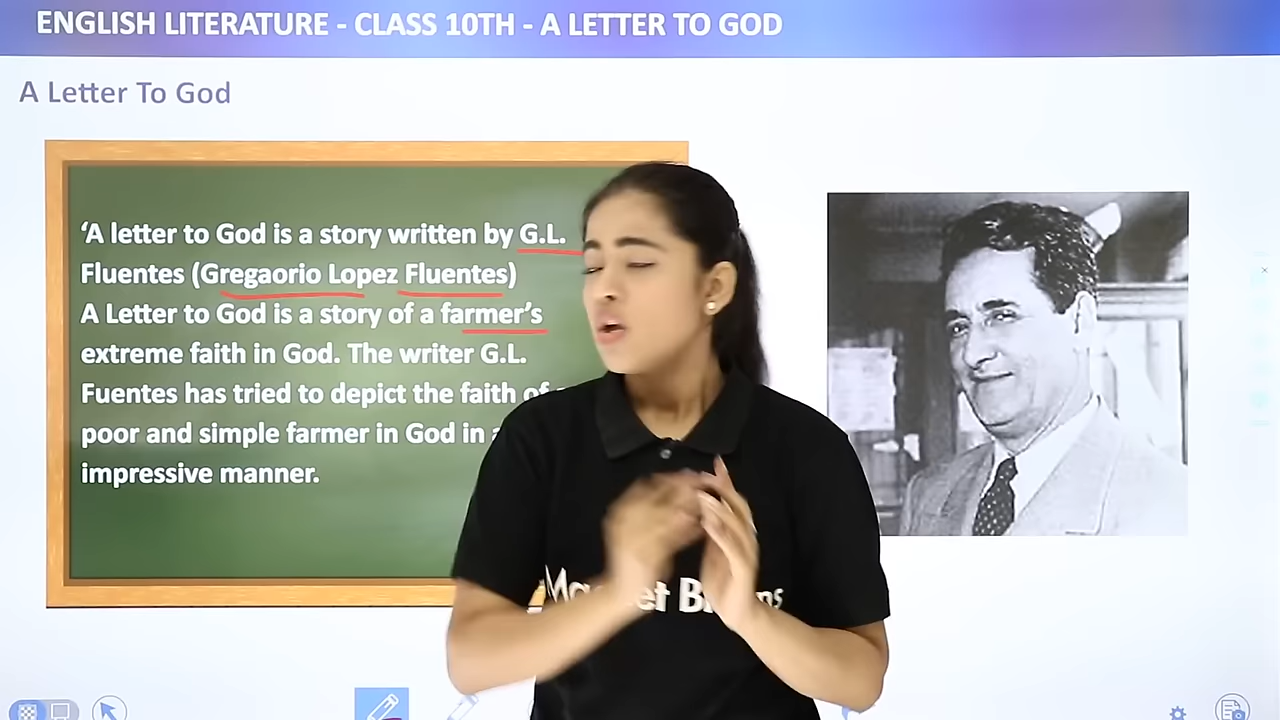 ENGLISH LITERATURE - CLASS 10TH - A LETTER TO GOD
A Letter To God
‘A letter to God is a story written by G.L.
Fluentes (Gregaorio Lopez Fluentes)
A Letter to God is a story of a farmer’s
extreme faith in God. The writer G.L.
Fuentes has tried to depict the faith of
poor and simple farmer in God in
impressive manner.